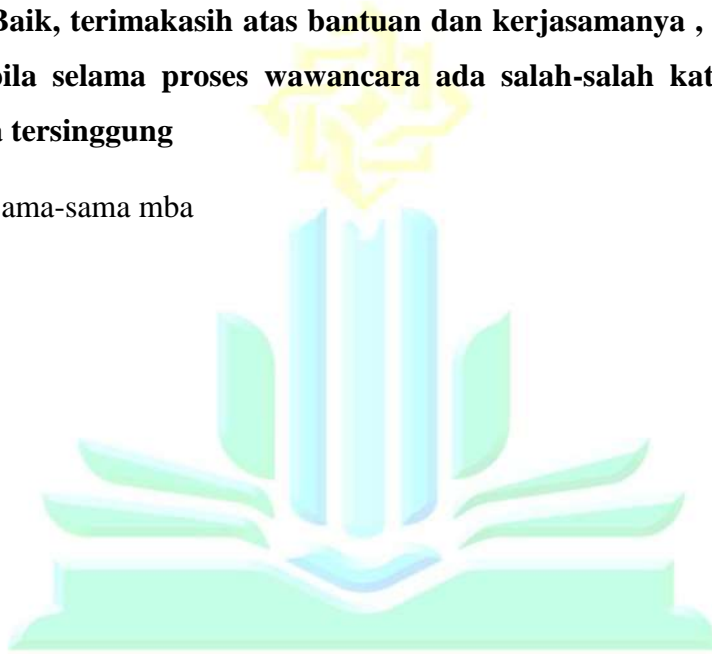 Baik, terimakasih atas bantuan dan kerjasamanya ,
bila selama proses wawancara ada salah-salah kat
tersinggung
ama-sama mba